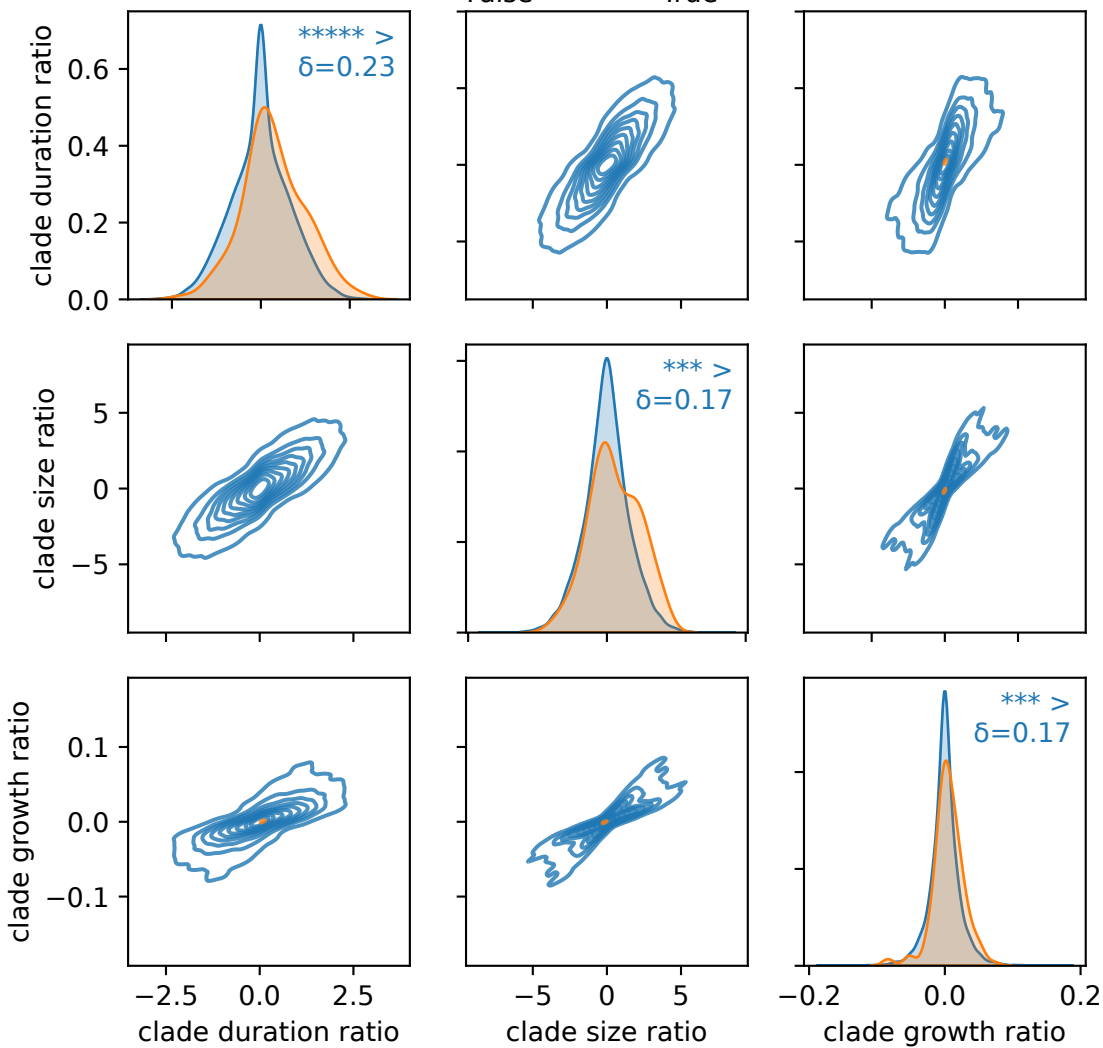 True
clade duration ratio
0.6
0.4
0.2
0.0
***** >
δ=0.23
clade size ratio
5
0
−5
*** >
δ=0.17
clade growth ratio
0.1
0.0
−0.1
*** >
δ=0.17
−2.5 0.0 2.5
−5 0 5
−0.2 0.0 0.2
clade duration ratio
clade size ratio
clade growth ratio